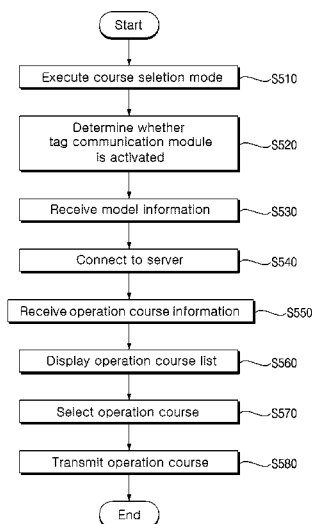 Start
Execute course seletion mode
S510
Determine whether
tag communication module
is activated
S520
Receive model information
S530
Connect to server
S540
Receive operation course information
S550
Display operation course list
S560
Select operation course
S570
Transmit operation course
S580
End